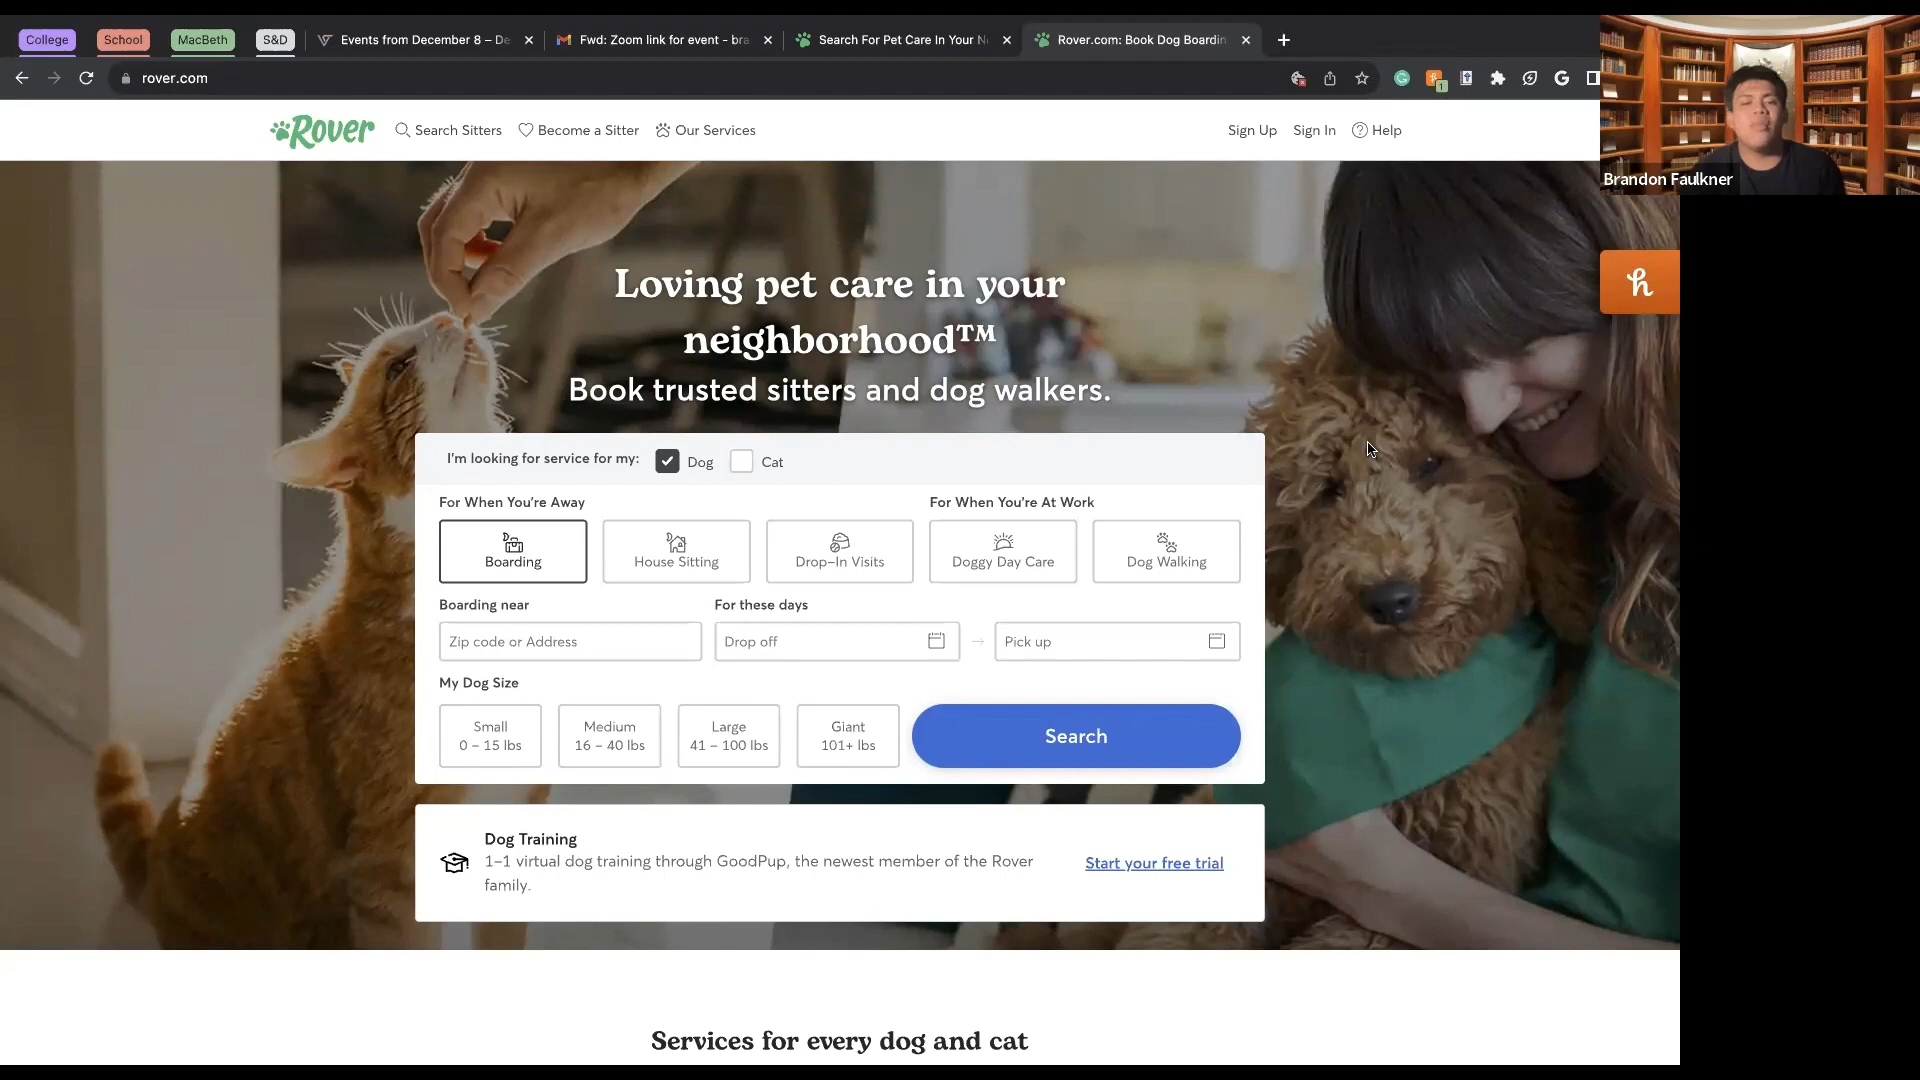 College
School
MacBeth
S&D
Events from December 8 – De
Fwd: Zoom link for event - bra
Search For Pet Care In Your N
Rover.com: Book Dog Boardin
rover.com
1
Rover
Search Sitters
Become a Sitter
Our Services
Sign Up
Sign In
Help
Brandon Faulkner
h
Loving pet care in your
neighborhood™
Book trusted sitters and dog walkers.
I'm looking for service for my:
Dog
Cat
For When You're Away
For When You're At Work
Boarding
House Sitting
Drop-In Visits
Doggy Day Care
Dog Walking
Boarding near
For these days
Zip code or Address
Drop off
Pick up
My Dog Size
Small
0 – 15 lbs
Medium
16 – 40 lbs
Large
41 – 100 lbs
Giant
101+ lbs
Search
Dog Training
1-1 virtual dog training through GoodPup, the newest member of the Rover
family.
Start your free trial
Services for every dog and cat